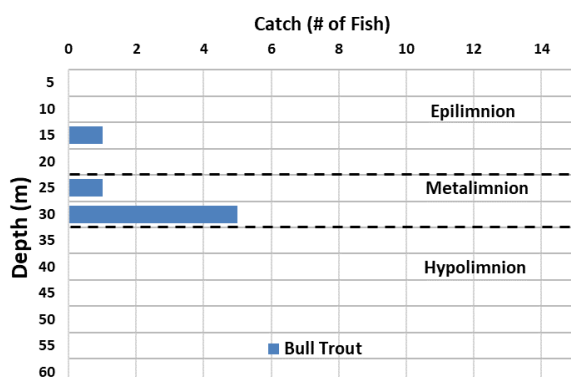 Catch (# of Fish)
0 2 4 6 8 10 12 14
Depth (m)
5
10
15
20
25
30
35
40
45
50
55
60
Epilimnion
Metalimnion
Hypolimnion
Bull Trout